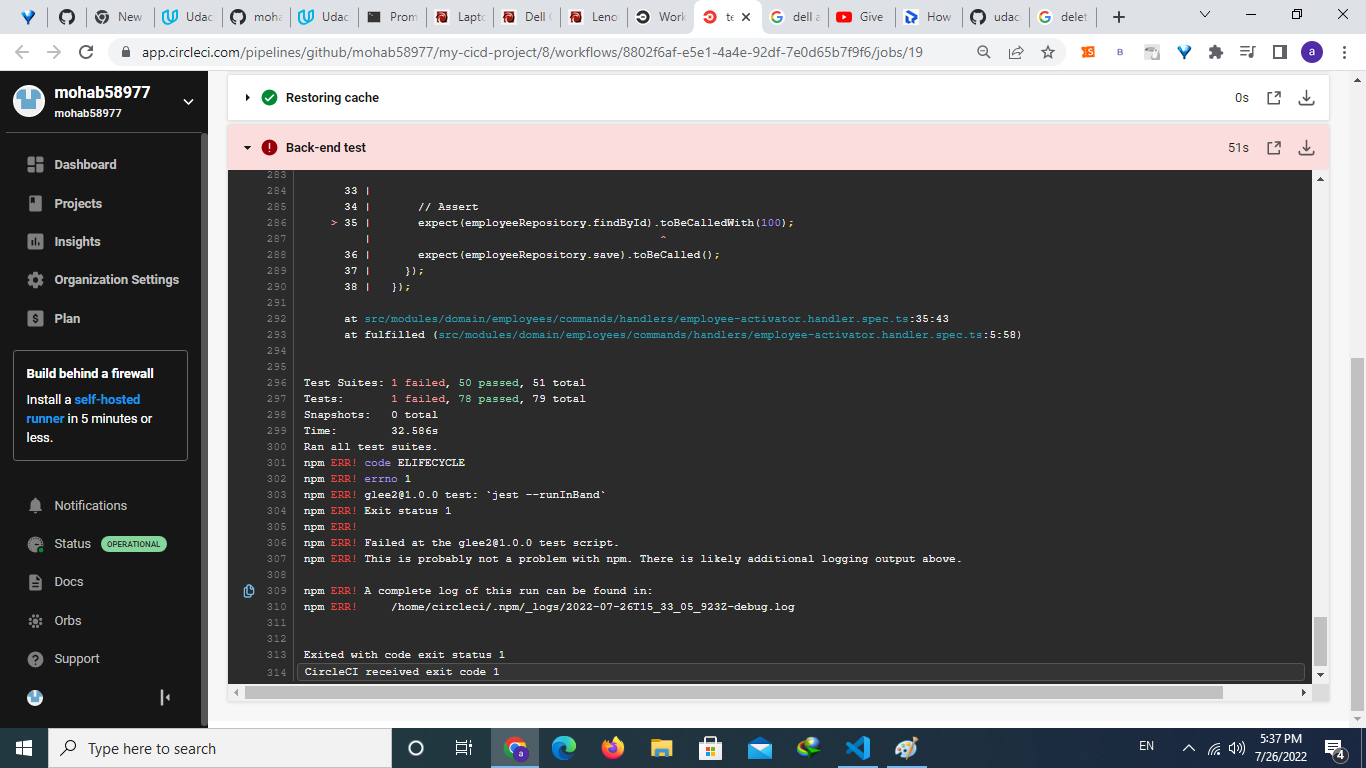 New
Udac
moha
Udac
Prom
Lapto
Dell (
Leno
Work
te
dell a
Give
How
udac
delet
app.circleci.com/pipelines/github/mohab58977/my-cicd-project/8/workflows/8802f6af-e5e1-4a4e-92df-7e0d65b7f9f6/jobs/19
a
mohab58977
mohab58977
Dashboard
Projects
Insights
Organization Settings
Plan
Build behind a firewall
Install a self-hosted
runner in 5 minutes or
less.
Notifications
Status OPERATIONAL
Docs
Orbs
Support
Restoring cache 0s
Back-end test 51s
283
284 33 |
285 34 | // Assert
286 > 35 | expect(employeeRepository.findById).toBeCalledWith(100);
287 | ^
288 36 | expect(employeeRepository.save).toBeCalled();
289 37 | });
290 38 | });
291
292 at src/modules/domain/employees/commands/handlers/employee-activator.handler.spec.ts:35:43
293 at fulfilled (src/modules/domain/employees/commands/handlers/employee-activator.handler.spec.ts:5:58)
294
295
296 Test Suites: 1 failed, 50 passed, 51 total
297 Tests: 1 failed, 78 passed, 79 total
298 Snapshots: 0 total
299 Time: 32.586s
300 Ran all test suites.
301 npm ERR! code ELIFECYCLE
302 npm ERR! errno 1
303 npm ERR! glee2@1.0.0 test: `jest --runInBand`
304 npm ERR! Exit status 1
305 npm ERR!
306 npm ERR! Failed at the glee2@1.0.0 test script.
307 npm ERR! This is probably not a problem with npm. There is likely additional logging output above.
308
309 npm ERR! A complete log of this run can be found in:
310 npm ERR! /home/circleci/.npm/_logs/2022-07-26T15_33_05_923Z-debug.log
311
312
313 Exited with code exit status 1
314 CircleCI received exit code 1
Type here to search
EN
5:37 PM
7/26/2022
4